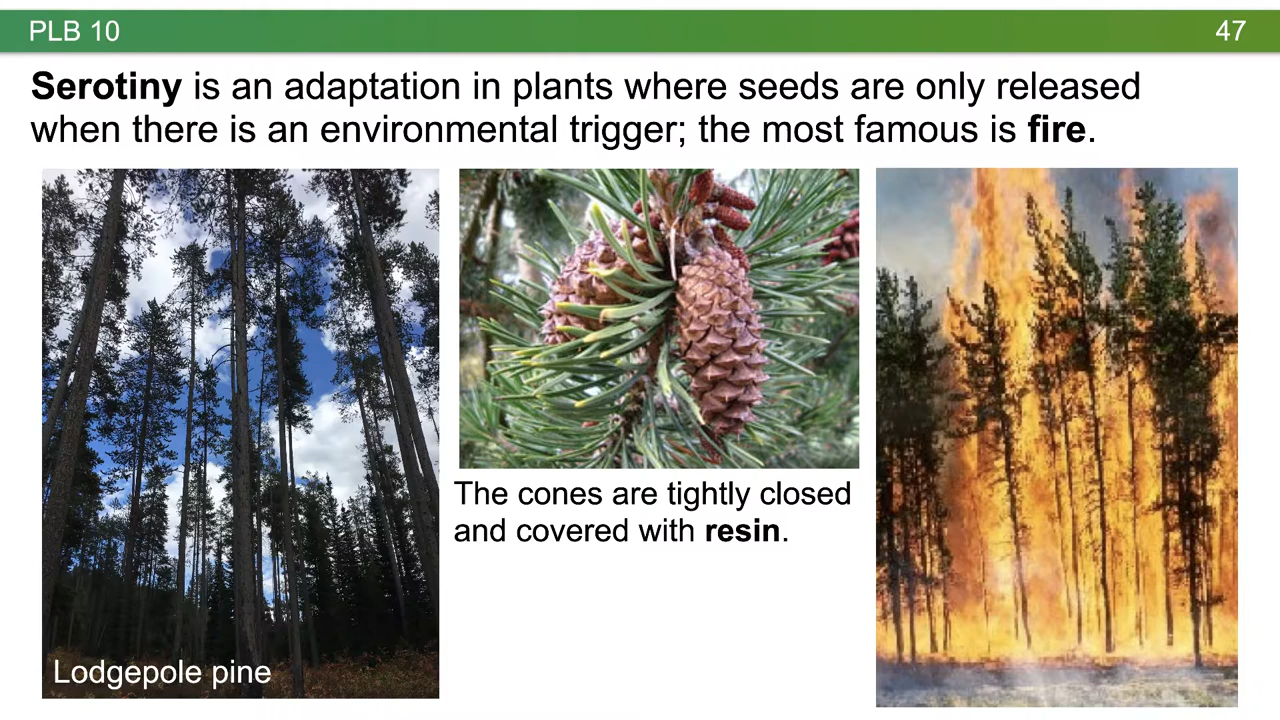 PLB 10
47
Serotiny is an adaptation in plants where seeds are only released
when there is an environmental trigger; the most famous is fire.
The cones are tightly closed
and covered with resin.
Lodgepole pine